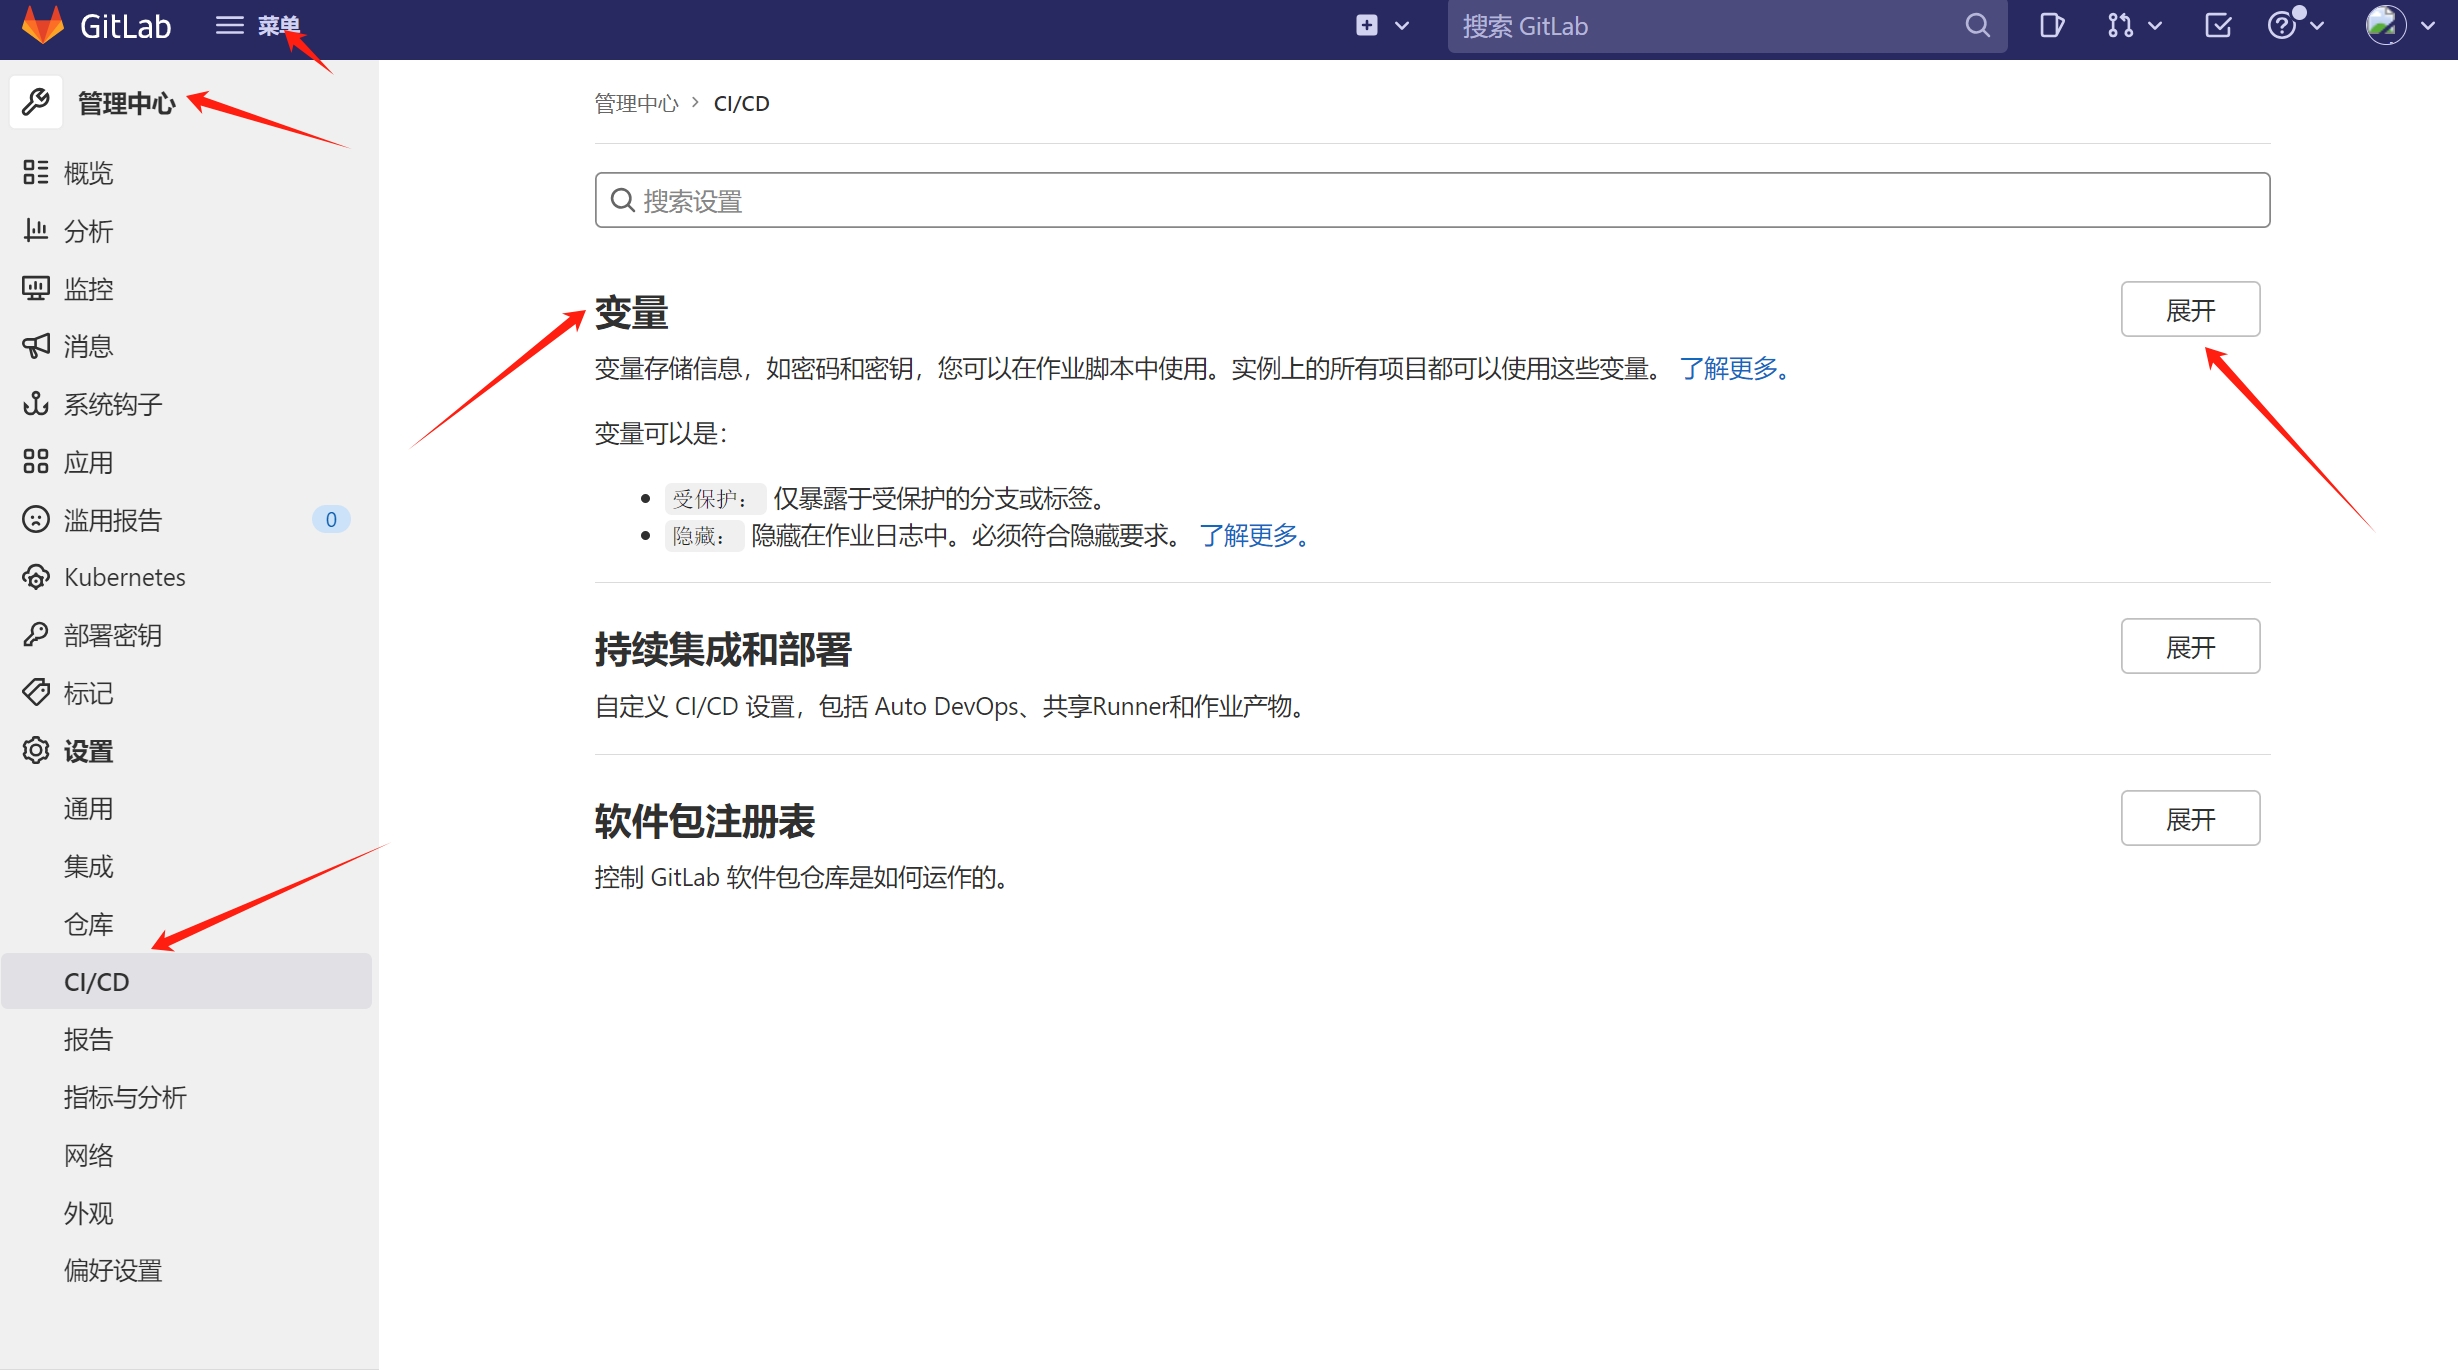 GitLab
菜单
搜索 GitLab
管理中心
概览
分析
监控
消息
系统钩子
应用
滥用报告
0
Kubernetes
部署密钥
标记
设置
通用
集成
仓库
CI/CD
报告
指标与分析
网络
外观
偏好设置
管理中心 › CI/CD
搜索设置
变量
展开
变量存储信息，如密码和密钥，您可以在作业脚本中使用。实例上的所有项目都可以使用这些变量。 了解更多。
变量可以是：
受保护： 仅暴露于受保护的分支或标签。
隐藏： 隐藏在作业日志中。必须符合隐藏要求。 了解更多。
持续集成和部署
展开
自定义 CI/CD 设置，包括 Auto DevOps、共享Runner和作业产物。
软件包注册表
展开
控制 GitLab 软件包仓库是如何运作的。